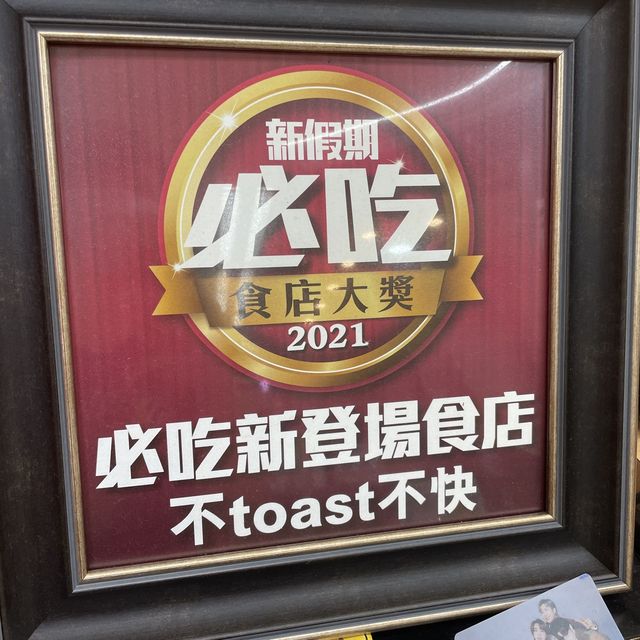 新假期
必吃
食店大獎
2021
必吃新登場食店
不toast不快